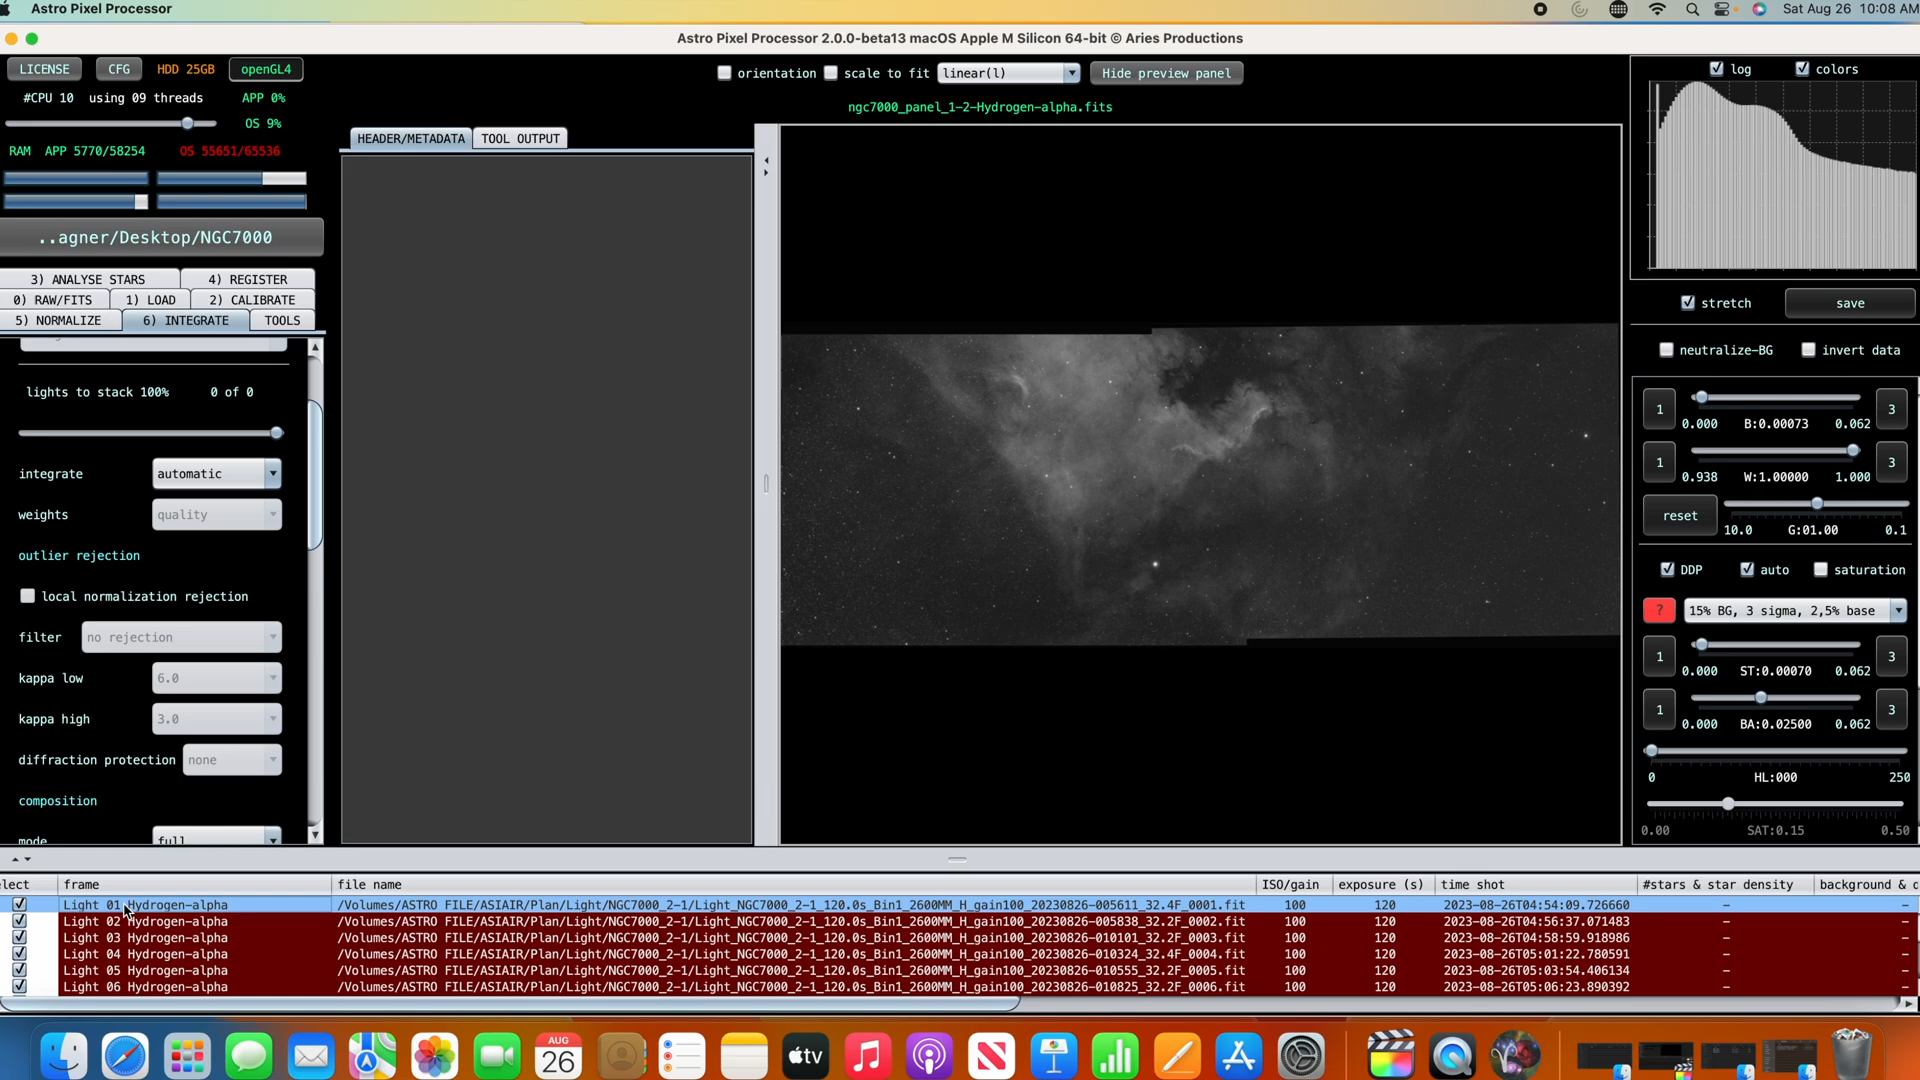 Astro Pixel Processor
Sat Aug 26 10:08 AM
Astro Pixel Processor 2.0.0-beta13 macOS Apple M Silicon 64-bit © Aries Productions
LICENSE CFG HDD 25GB openGL4
#CPU 10 using 09 threads APP 0%
OS 9%
RAM APP 5770/58254 OS 55651/65536
..agner/Desktop/NGC7000
3) ANALYSE STARS 4) REGISTER
0) RAW/FITS 1) LOAD 2) CALIBRATE
5) NORMALIZE 6) INTEGRATE TOOLS
lights to stack 100% 0 of 0
integrate automatic
weights quality
outlier rejection
local normalization rejection
filter no rejection
kappa low 6.0
kappa high 3.0
diffraction protection none
composition
mode full
HEADER/METADATA TOOL OUTPUT
orientation scale to fit linear(l) Hide preview panel
ngc7000_panel_1-2-Hydrogen-alpha.fits
log colors
stretch save
neutralize-BG invert data
1 0.000 B:0.00073 0.062 3
1 0.938 W:1.00000 1.000 3
reset 10.0 G:01.00 0.1
DDP auto saturation
? 15% BG, 3 sigma, 2,5% base
1 0.000 ST:0.00070 0.062 3
1 0.000 BA:0.02500 0.062 3
0 HL:000 250
0.00 SAT:0.15 0.50
lect frame file name ISO/gain exposure (s) time shot #stars & star density background &
Light 01 Hydrogen-alpha /Volumes/ASTRO FILE/ASIAIR/Plan/Light/NGC7000_2-1/Light_NGC7000_2-1_120.0s_Bin1_2600MM_H_gain100_20230826-005611_32.4F_0001.fit 100 120 2023-08-26T04:54:09.726660 - -
Light 02 Hydrogen-alpha /Volumes/ASTRO FILE/ASIAIR/Plan/Light/NGC7000_2-1/Light_NGC7000_2-1_120.0s_Bin1_2600MM_H_gain100_20230826-005838_32.2F_0002.fit 100 120 2023-08-26T04:56:37.071483 - -
Light 03 Hydrogen-alpha /Volumes/ASTRO FILE/ASIAIR/Plan/Light/NGC7000_2-1/Light_NGC7000_2-1_120.0s_Bin1_2600MM_H_gain100_20230826-010101_32.2F_0003.fit 100 120 2023-08-26T04:58:59.918986 - -
Light 04 Hydrogen-alpha /Volumes/ASTRO FILE/ASIAIR/Plan/Light/NGC7000_2-1/Light_NGC7000_2-1_120.0s_Bin1_2600MM_H_gain100_20230826-010324_32.4F_0004.fit 100 120 2023-08-26T05:01:22.780591 - -
Light 05 Hydrogen-alpha /Volumes/ASTRO FILE/ASIAIR/Plan/Light/NGC7000_2-1/Light_NGC7000_2-1_120.0s_Bin1_2600MM_H_gain100_20230826-010555_32.2F_0005.fit 100 120 2023-08-26T05:03:54.406134 - -
Light 06 Hydrogen-alpha /Volumes/ASTRO FILE/ASIAIR/Plan/Light/NGC7000_2-1/Light_NGC7000_2-1_120.0s_Bin1_2600MM_H_gain100_20230826-010825_32.2F_0006.fit 100 120 2023-08-26T05:06:23.890392 - -
AUG
26
tv